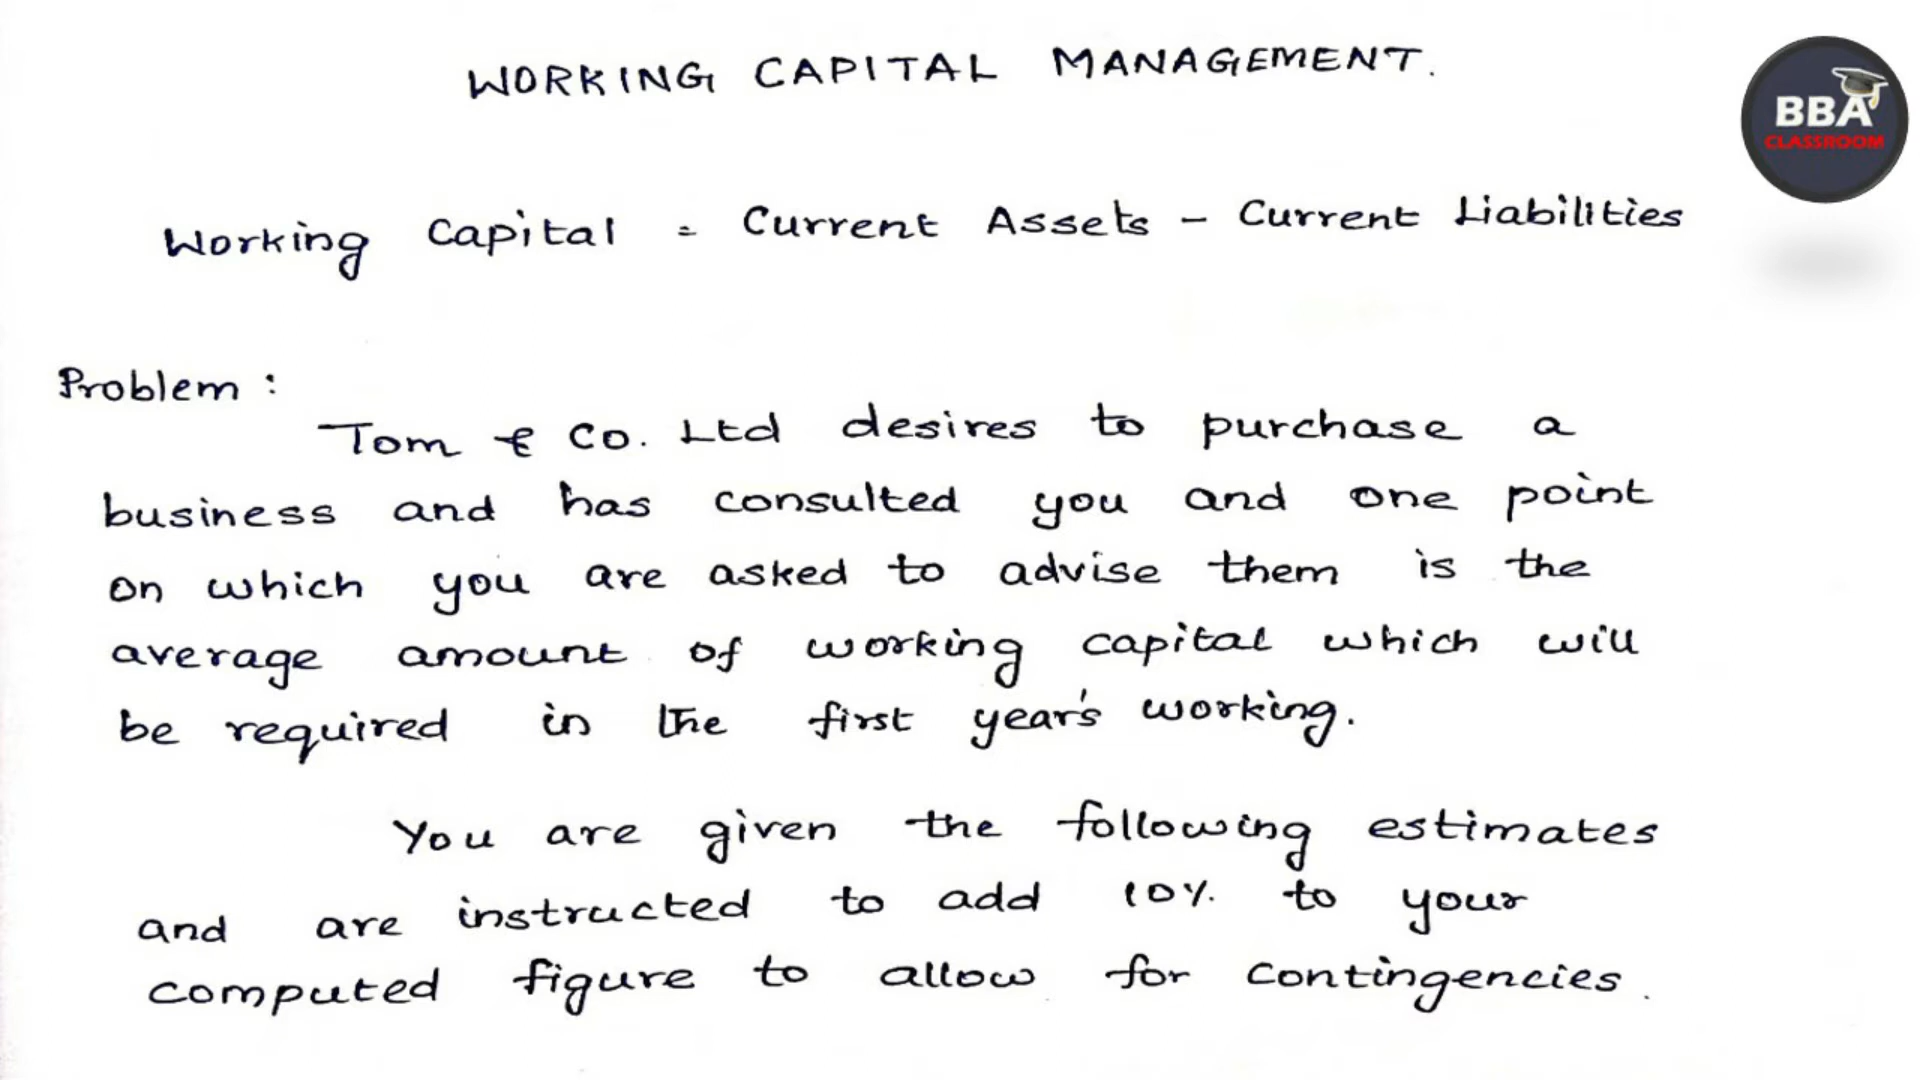 WORKING CAPITAL MANAGEMENT.
BBA
CLASSROOM
Working Capital = Current Assets - Current Liabilities
Problem :
Tom & Co. Ltd desires to purchase a
business and has consulted you and one point
on which you are asked to advise them is the
average amount of working capital which will
be required in the first year's working.
You are given the following estimates
and are instructed to add 10% to your
computed figure to allow for contingencies.